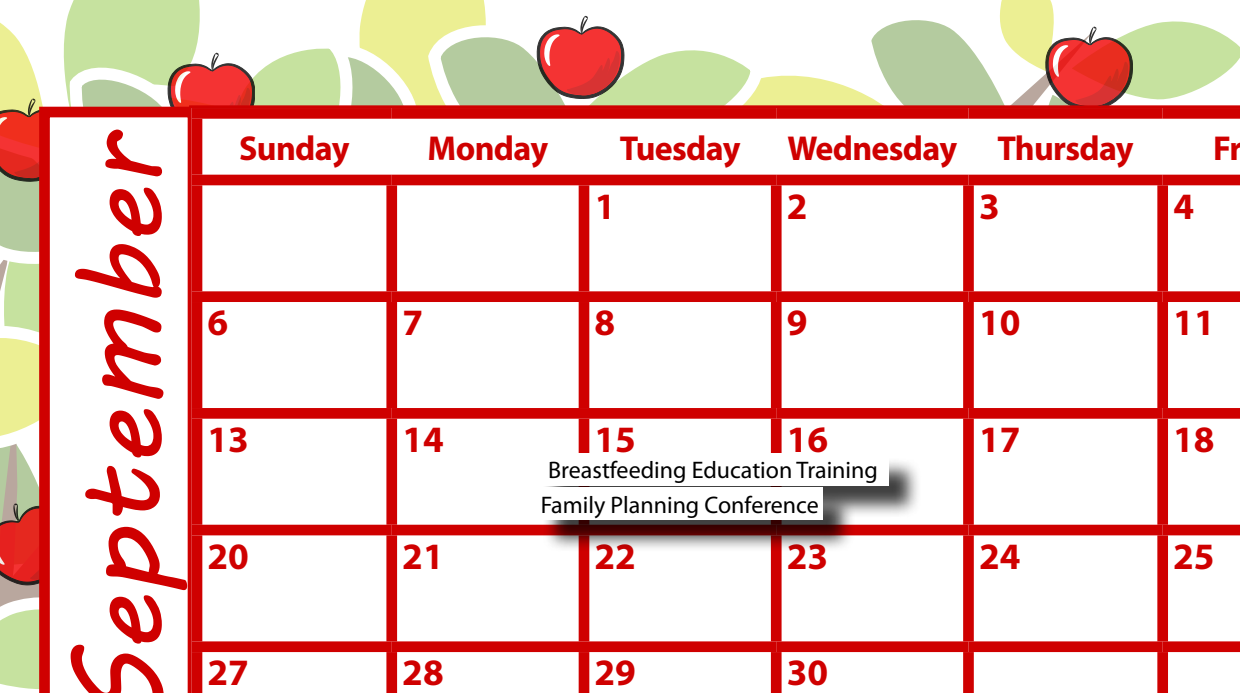 September
Sunday Monday Tuesday Wednesday Thursday Fr
1 2 3 4
6 7 8 9 10 11
13 14 15 16 17 18
Breastfeeding Education Training
Family Planning Conference
20 21 22 23 24 25
27 28 29 30